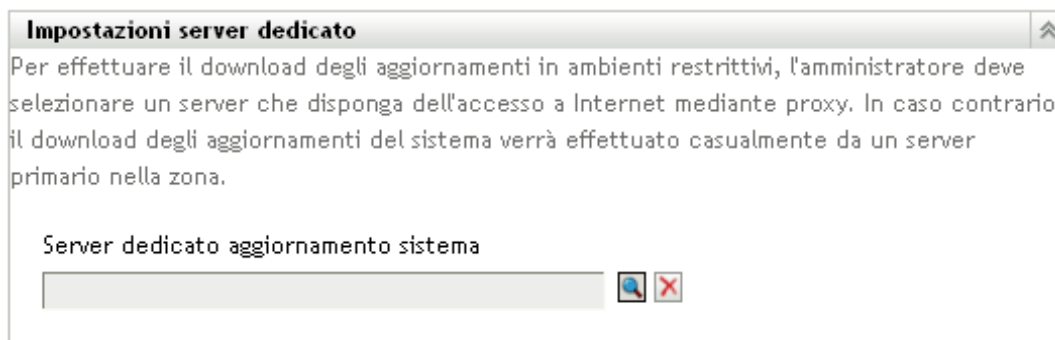 Impostazioni server dedicato
Per effettuare il download degli aggiornamenti in ambienti restrittivi, l'amministratore deve
selezionare un server che disponga dell'accesso a Internet mediante proxy. In caso contrario
il download degli aggiornamenti del sistema verrà effettuato casualmente da un server
primario nella zona.
Server dedicato aggiornamento sistema